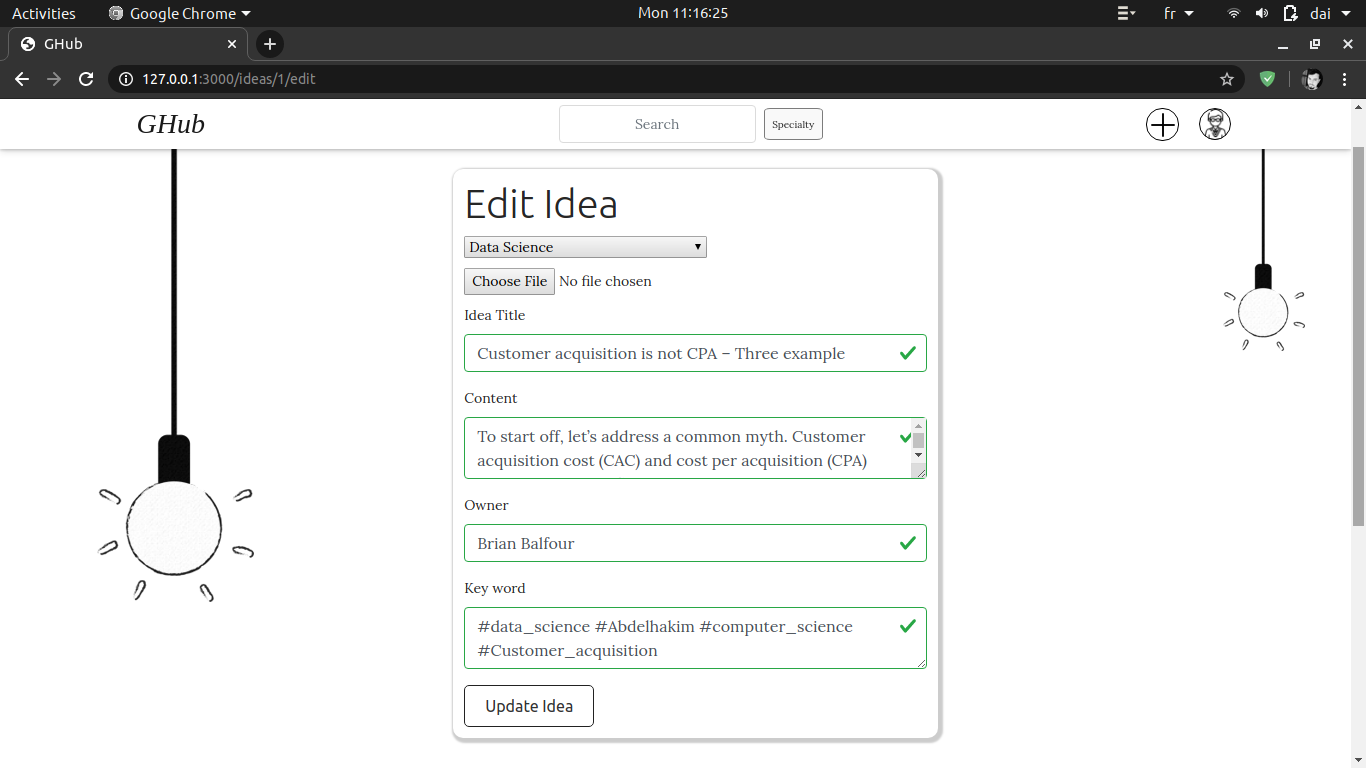 Activities
Google Chrome
Mon 11:16:25
fr
dai
GHub
127.0.0.1:3000/ideas/1/edit
GHub
Search
Specialty
Edit Idea
Data Science
Choose File No file chosen
Idea Title
Customer acquisition is not CPA – Three example
Content
To start off, let’s address a common myth. Customer
acquisition cost (CAC) and cost per acquisition (CPA)
Owner
Brian Balfour
Key word
#data_science #Abdelhakim #computer_science
#Customer_acquisition
Update Idea